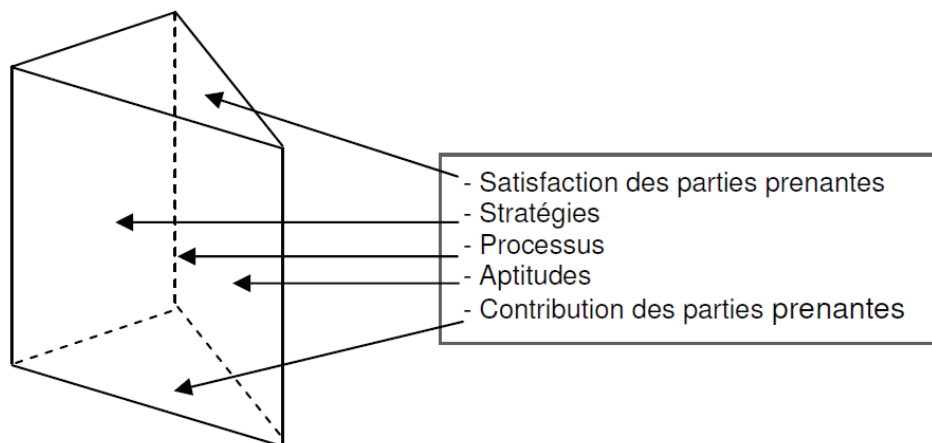 - Satisfaction des parties prenantes
- Stratégies
- Processus
- Aptitudes
- Contribution des parties prenantes